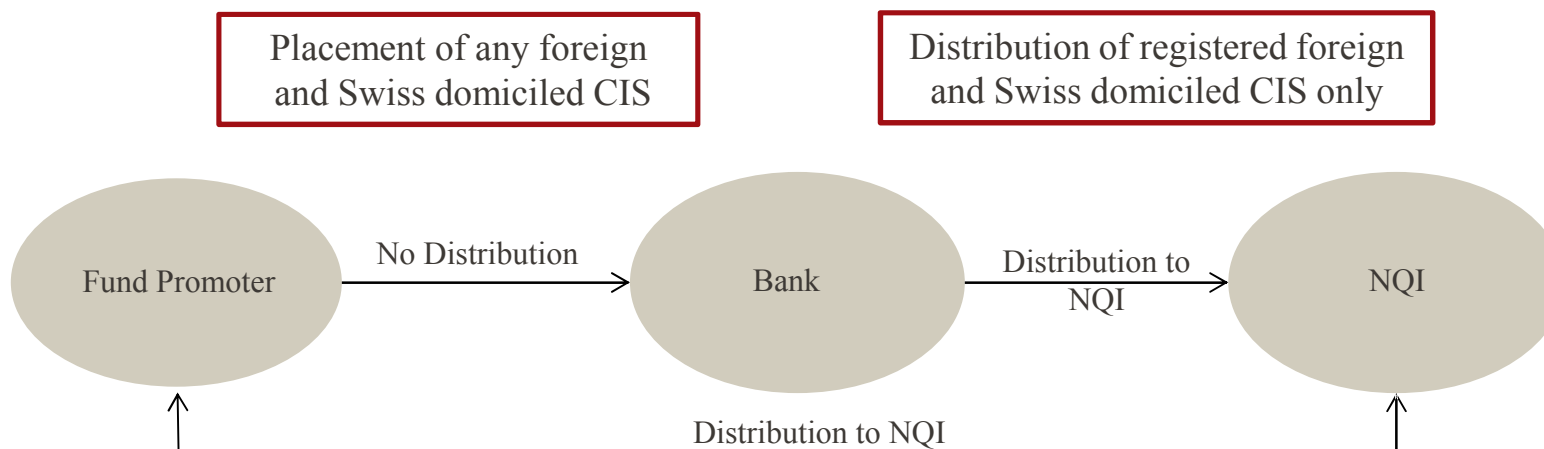 Placement of any foreign
and Swiss domiciled CIS
Distribution of registered foreign
and Swiss domiciled CIS only
Fund Promoter
No Distribution
Bank
Distribution to
NQI
NQI
Distribution to NQI